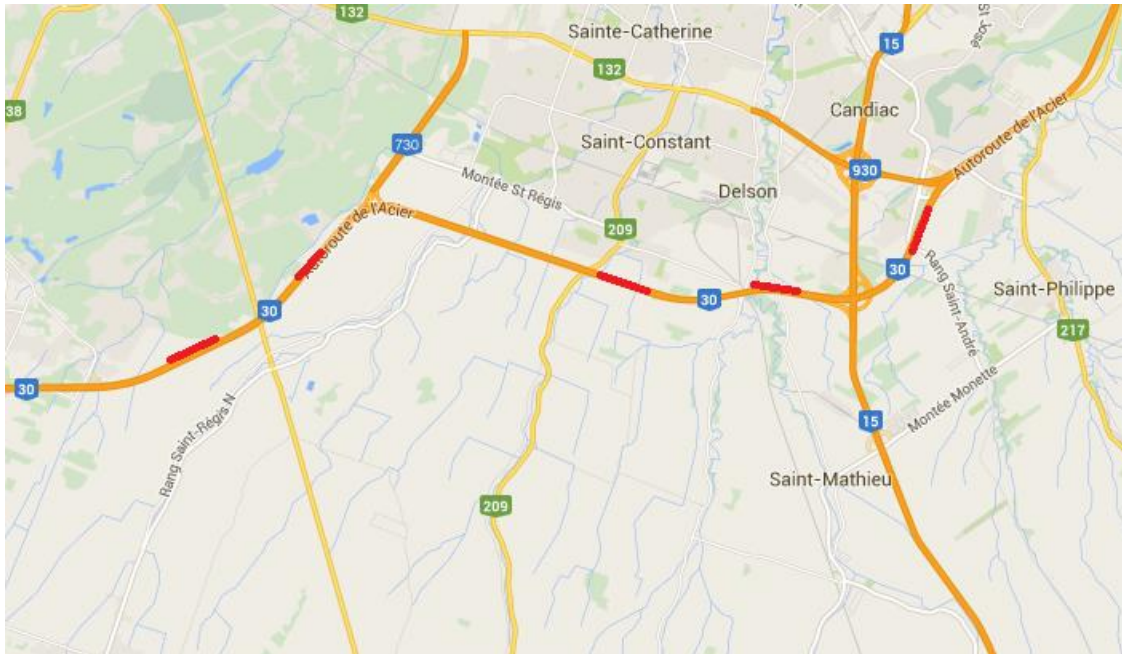 132
Sainte-Catherine
St José
15
132
38
Candiac
Autoroute de l'Acier
730
Saint-Constant
930
Montée St Régis
Delson
Autoroute de l'Acier
209
30
30
30
Saint-Philippe
Rang Saint-André
217
30
Montée Monette
Rang Saint-Régis N
15
Saint-Mathieu
209